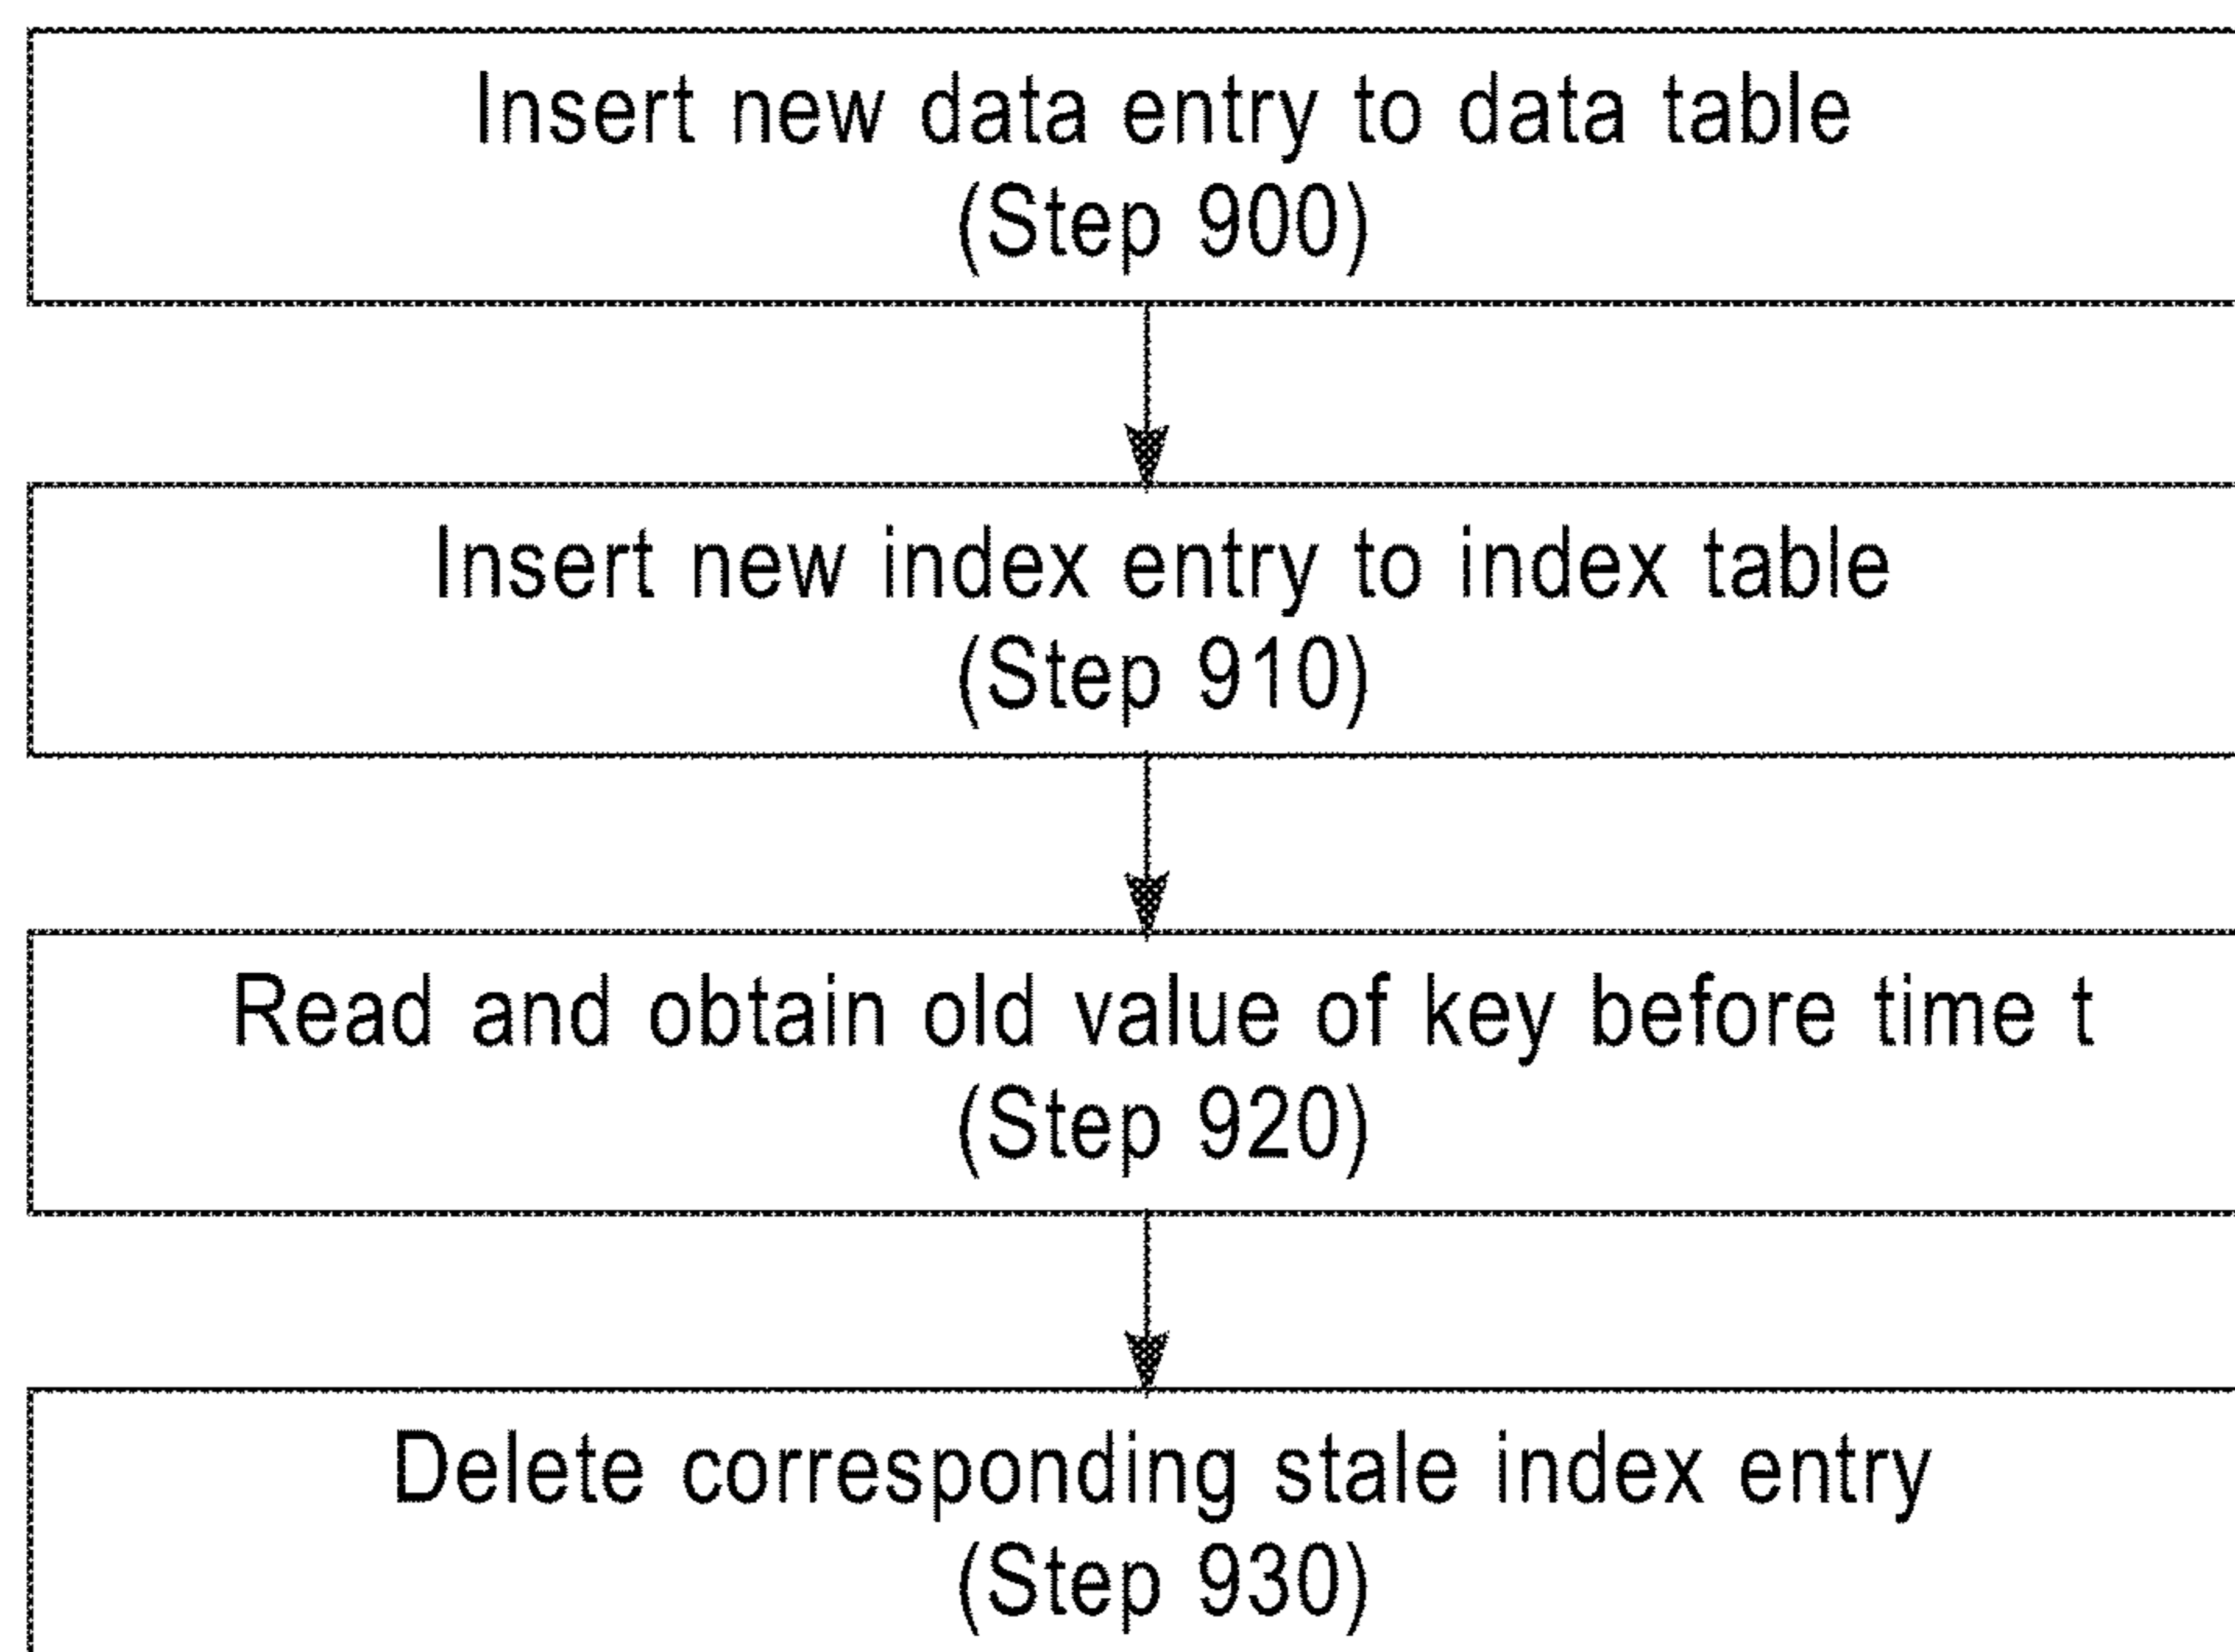 Insert new data entry to data table
(Step 900)
Insert new index entry to index table
(Step 910)
Read and obtain old value of key before time t
(Step 920)
Delete corresponding stale index entry
(Step 930)